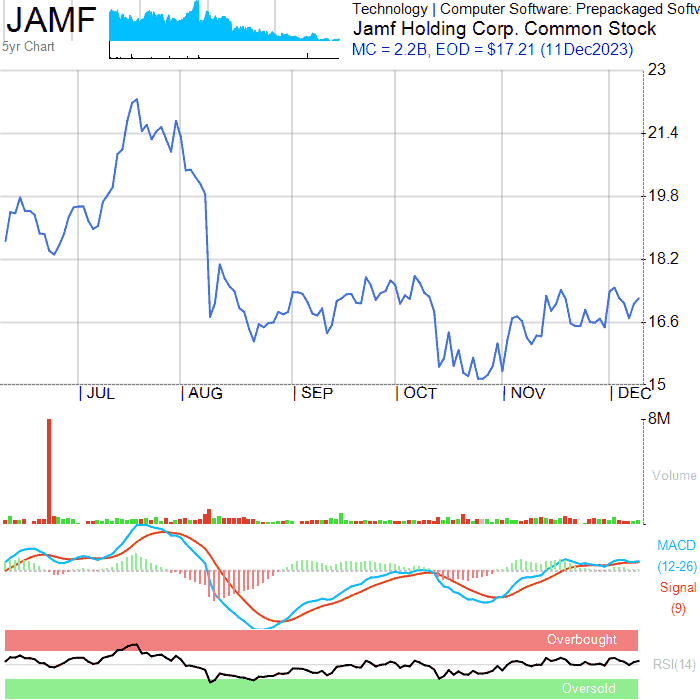 JAMF
5yr Chart
Technology | Computer Software: Prepackaged Softw
Jamf Holding Corp. Common Stock
MC = 2.2B, EOD = $17.21 (11Dec2023)
23
21.4
19.8
18.2
16.6
15
JUL
AUG
SEP
OCT
NOV
DEC
8M
Volume
MACD
(12-26)
Signal
(9)
Overbought
RSI(14)
Oversold